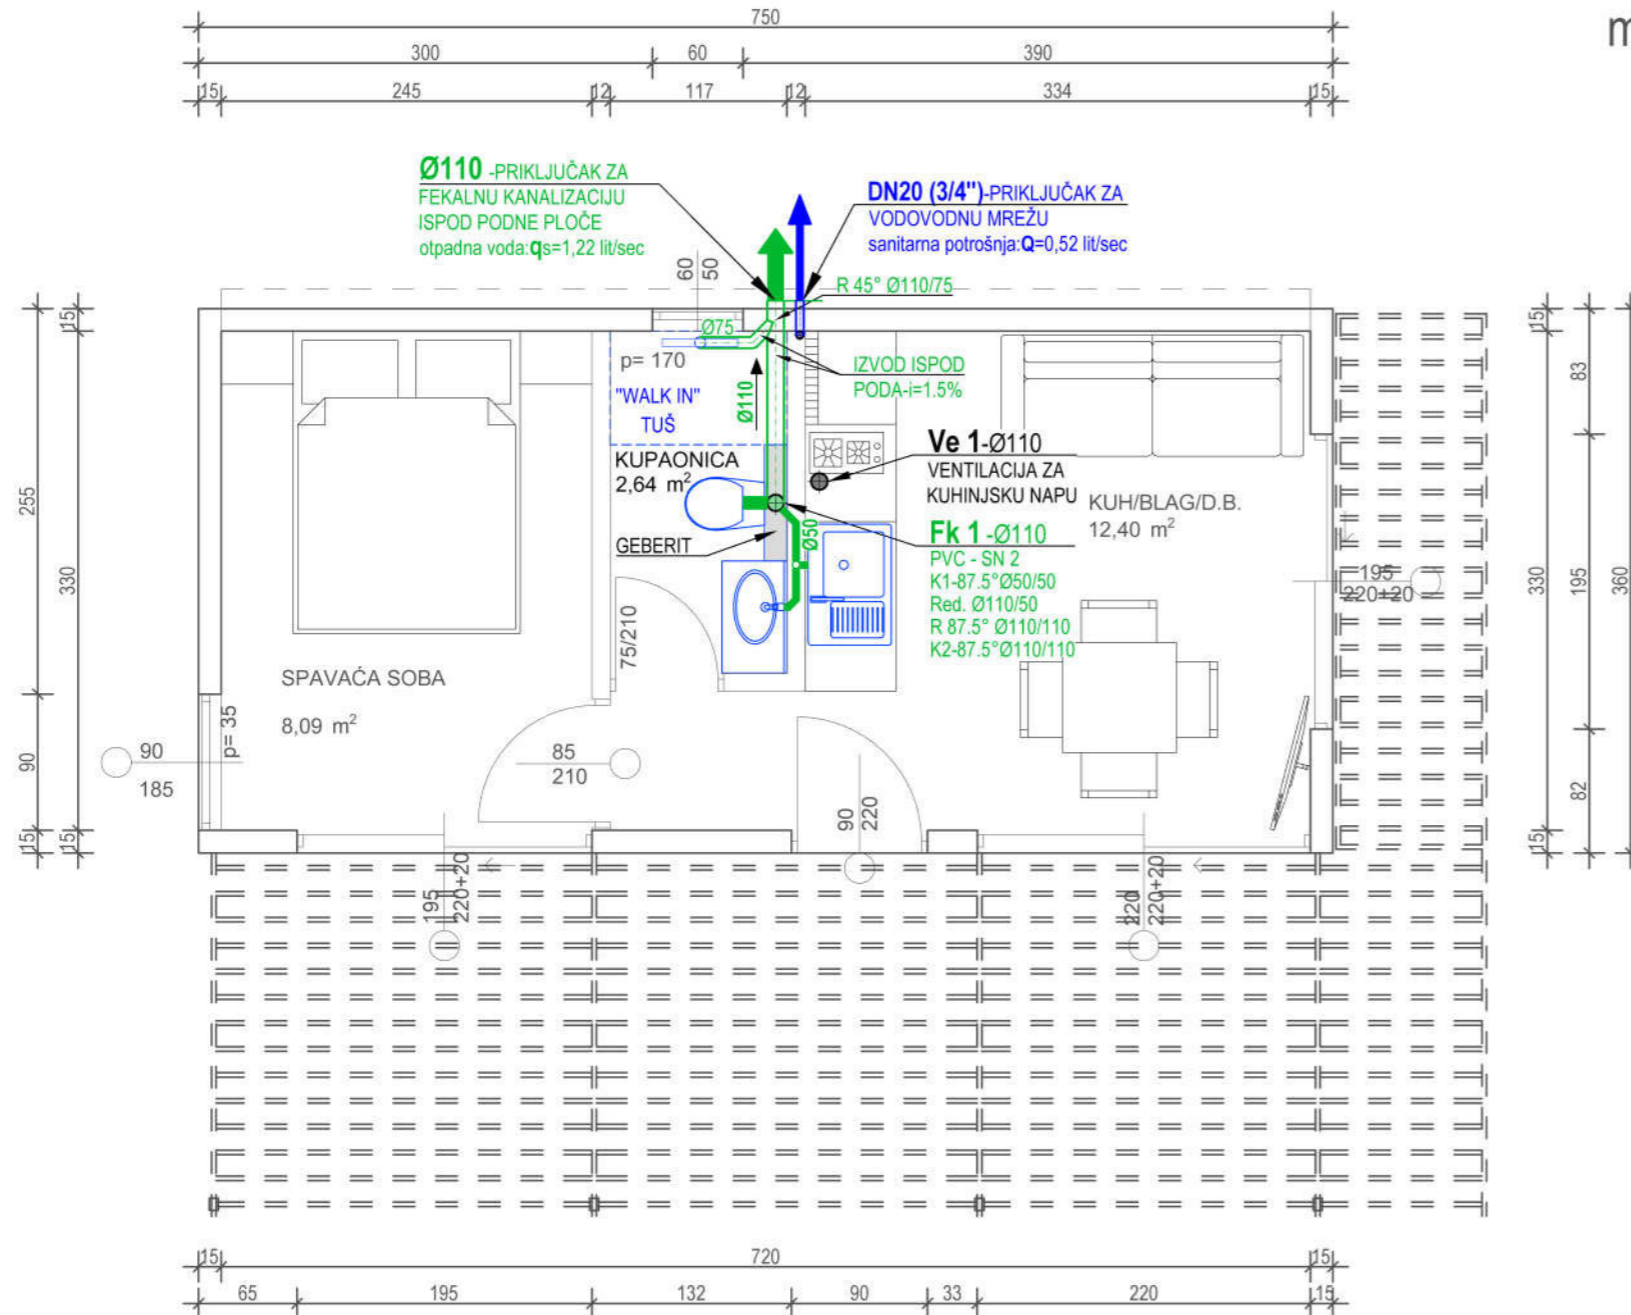 750
m
300 60 390
15 245 12 117 12 334 15
Ø110 -PRIKLJUČAK ZA
FEKALNU KANALIZACIJU
ISPOD PODNE PLOČE
otpadna voda:qs=1,22 lit/sec
DN20 (3/4")-PRIKLJUČAK ZA
VODOVODNU MREŽU
sanitarna potrošnja:Q=0,52 lit/sec
60
50
R 45° Ø110/75
Ø75
p= 170
IZVOD ISPOD
PODA-i=1.5%
"WALK IN"
TUŠ
Ø110
KUPAONICA
2,64 m²
Ve 1-Ø110
VENTILACIJA ZA
KUHINJSKU NAPU
KUH/BLAG/D.B.
12,40 m²
GEBERIT
Ø50
Fk 1 -Ø110
PVC - SN 2
K1-87.5°Ø50/50
Red. Ø110/50
R 87.5° Ø110/110
K2-87.5°Ø110/110
75/210
SPAVAĆA SOBA
8,09 m²
p= 35
90
185
85
210
90
220
195
220+20
195
220+20
220
220+20
15
255
90
15
15
330
15
15
330
15
83
195
82
360
15 720 15
65 195 132 90 33 220 15